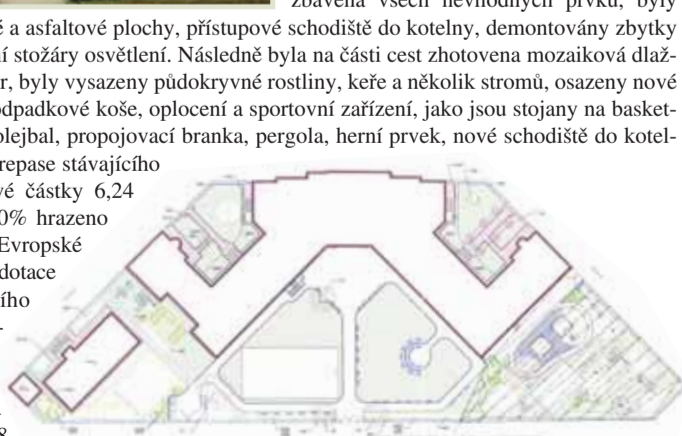 zbavena všech nevhodných prvků, byly
é a asfaltové plochy, přístupové schodiště do kotelny, demontovány zbytky
ní stožáry osvětlení. Následně byla na části cest zhotovena mozaiková dlaž-
r, byly vysazeny půdokryvné rostliny, keře a několik stromů, osazeny nové
odpadkové koše, oplocení a sportovní zařízení, jako jsou stojany na basket-
olejbal, propojovací branka, pergola, herní prvek, nové schodiště do kotel-
repase stávajícího
vé částky 6,24
0% hrazeno
Evropské
dotace
ího
-
8